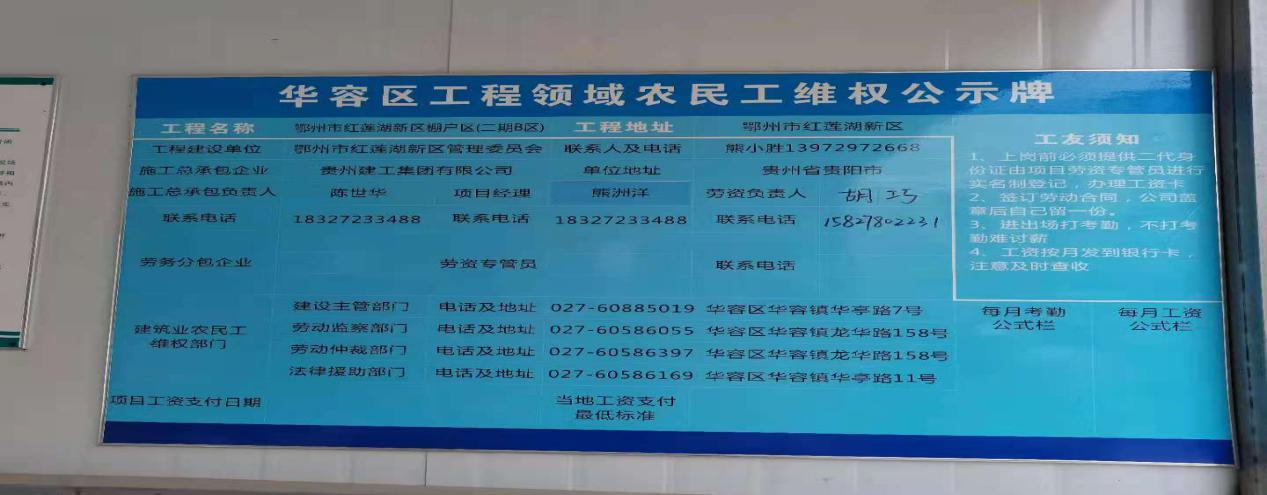 华容区工程领域农民工维权公示牌
工程名称 鄂州市红莲湖新区棚户区(二期B区) 工程地址 鄂州市红莲湖新区
工程建设单位 鄂州市红莲湖新区管理委员会 联系人及电话 熊小胜13972972668
施工总承包企业 贵州建工集团有限公司 单位地址 贵州省贵阳市
施工总承包负责人 陈世华 项目经理 熊洲洋 劳资负责人 胡巧
联系电话 18327233488 联系电话 18327233488 联系电话 15827802231
劳务分包企业 劳资专管员 联系电话
建筑业农民工
维权部门
建设主管部门 电话及地址 027-60885019 华容区华容镇华亭路7号
劳动监察部门 电话及地址 027-60586055 华容区华容镇龙华路158号
劳动仲裁部门 电话及地址 027-60586397 华容区华容镇龙华路158号
法律援助部门 电话及地址 027-60586169 华容区华容镇华亭路11号
项目工资支付日期 当地工资支付
最低标准
工友须知
1、上岗前必须提供二代身
份证由项目劳资专管员进行
实名制登记，办理工资卡
2、签订劳动合同，公司盖
章后自己留一份。
3、进出场打考勤，不打考
勤难讨薪
4、工资按月发到银行卡，
注意及时查收
每月考勤
公式栏
每月工资
公式栏